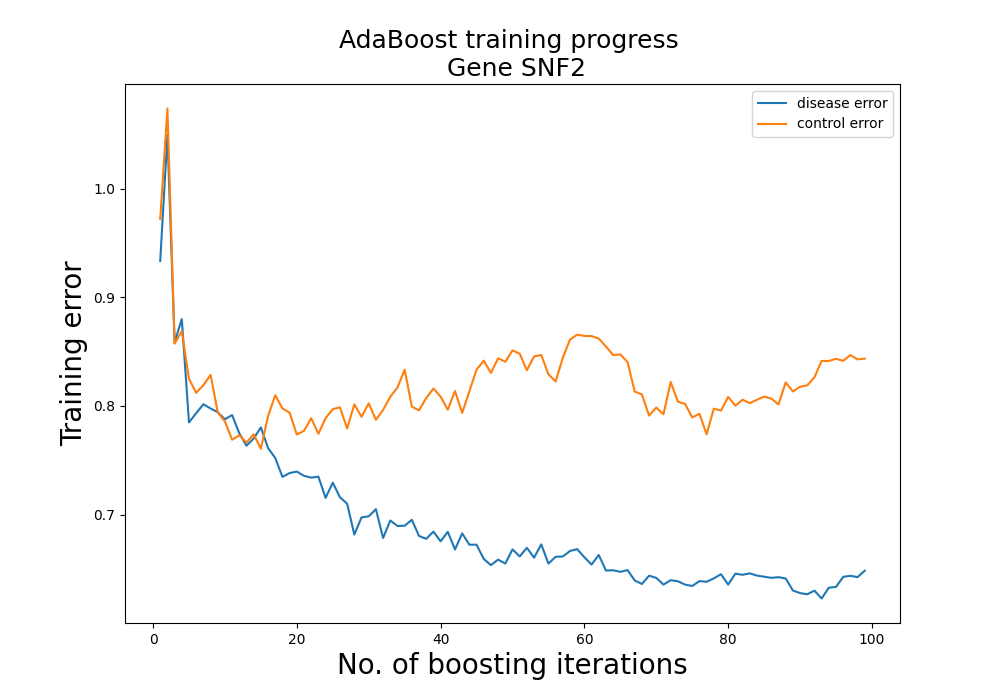 AdaBoost training progress
Gene SNF2
disease error
control error
Training error
1.0
0.9
0.8
0.7
0
20
40
60
80
100
No. of boosting iterations